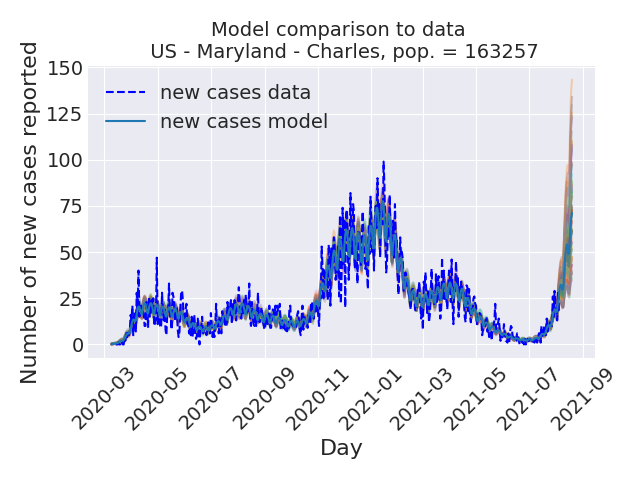 Model comparison to data
US - Maryland - Charles, pop. = 163257
Number of new cases reported
150
125
100
75
50
25
0
new cases data
new cases model
2020-03
2020-05
2020-07
2020-09
2020-11
2021-01
2021-03
2021-05
2021-07
2021-09
Day